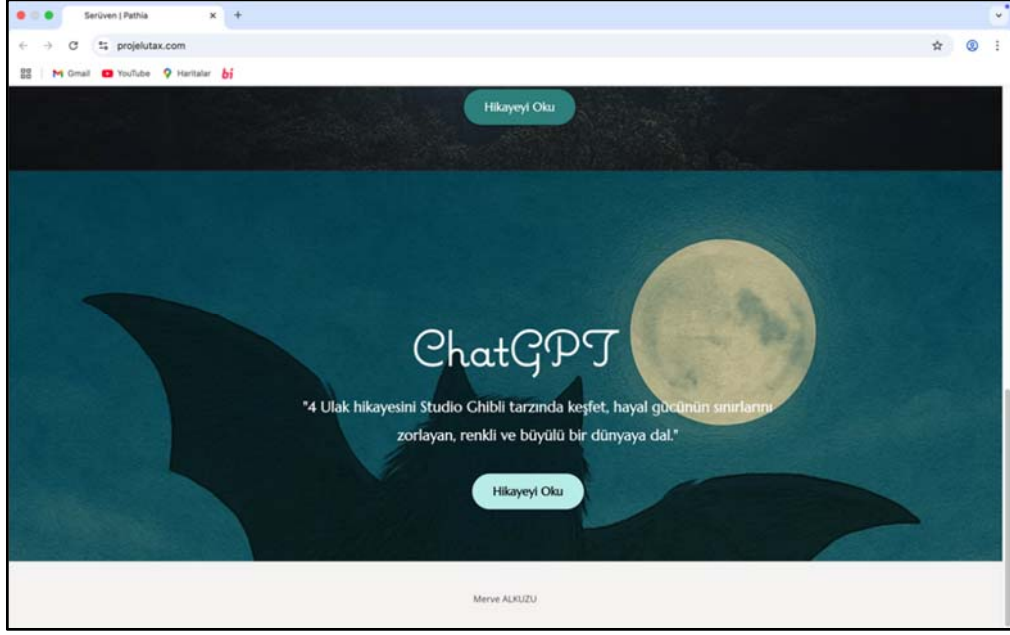 Serüven | Pathia
projelutax.com
Gmail YouTube Haritalar bi
Hikayeyi Oku
ChatGPT
"4 Ulak hikayesini Studio Ghibli tarzında keşfet, hayal gücünün sınırlarını
zorlayan, renkli ve büyülü bir dünyaya dal."
Hikayeyi Oku
Merve ALKUZU